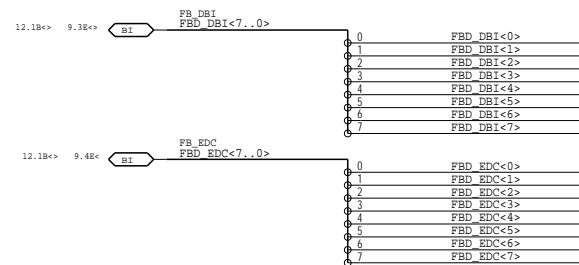 FB_DBI
12.1B<> 9.3E<> BI FBD_DBI<7..0>
0 FBD_DBI<0>
1 FBD_DBI<1>
2 FBD_DBI<2>
3 FBD_DBI<3>
4 FBD_DBI<4>
5 FBD_DBI<5>
6 FBD_DBI<6>
7 FBD_DBI<7>
FB_EDC
12.1B<> 9.4E< BI FBD_EDC<7..0>
0 FBD_EDC<0>
1 FBD_EDC<1>
2 FBD_EDC<2>
3 FBD_EDC<3>
4 FBD_EDC<4>
5 FBD_EDC<5>
6 FBD_EDC<6>
7 FBD_EDC<7>